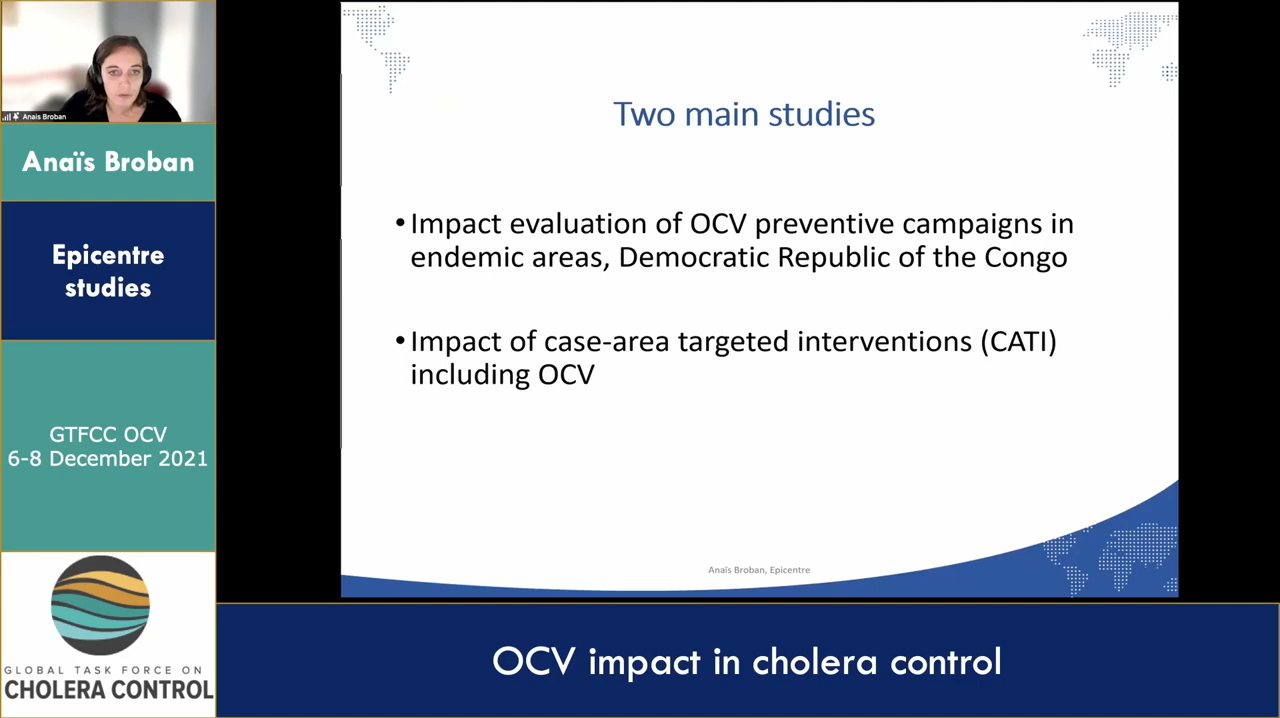 Anais Broban
Anaïs Broban
Epicentre
studies
GTFCC OCV
6-8 December 2021
GLOBAL TASK FORCE ON
CHOLERA CONTROL
Two main studies
•Impact evaluation of OCV preventive campaigns in
endemic areas, Democratic Republic of the Congo
•Impact of case-area targeted interventions (CATI)
including OCV
Anaïs Broban, Epicentre
OCV impact in cholera control